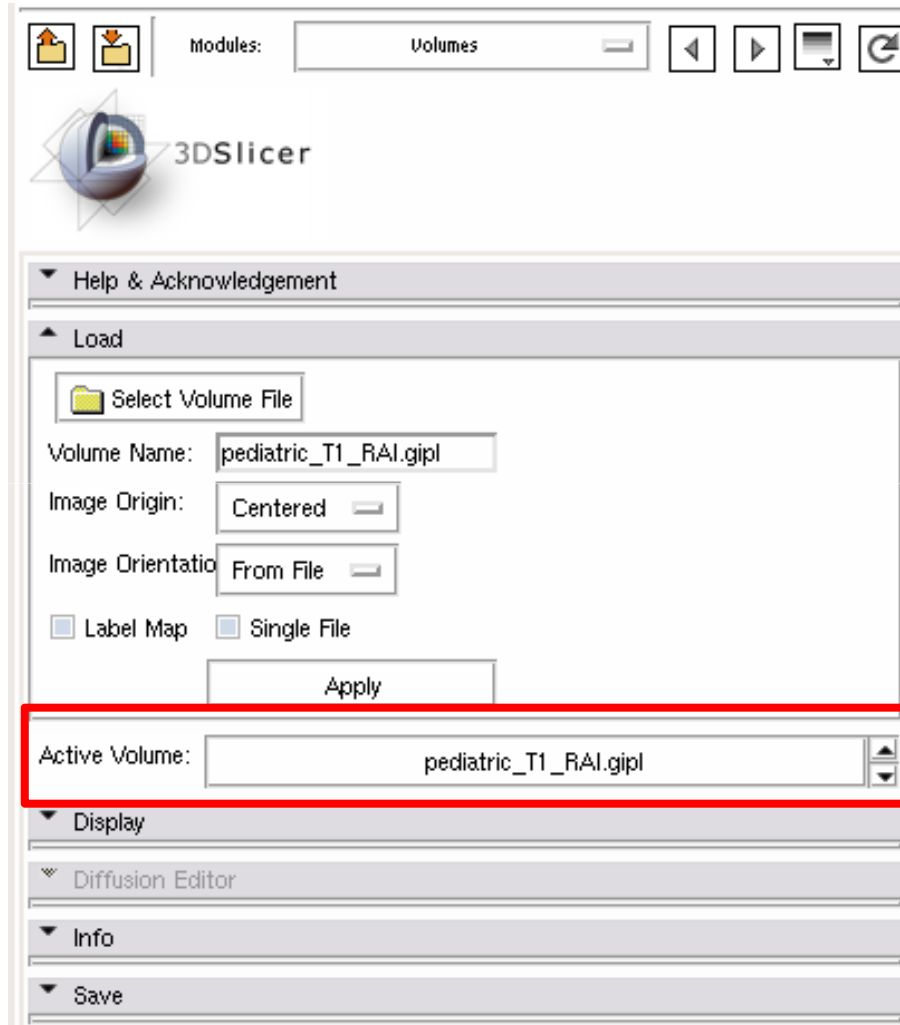 Modules: Volumes
3DSlicer
Help & Acknowledgement
Load
Select Volume File
Volume Name: pediatric_T1_RAI.gipl
Image Origin: Centered
Image Orientatio From File
Label Map Single File
Apply
Active Volume: pediatric_T1_RAI.gipl
Display
Diffusion Editor
Info
Save